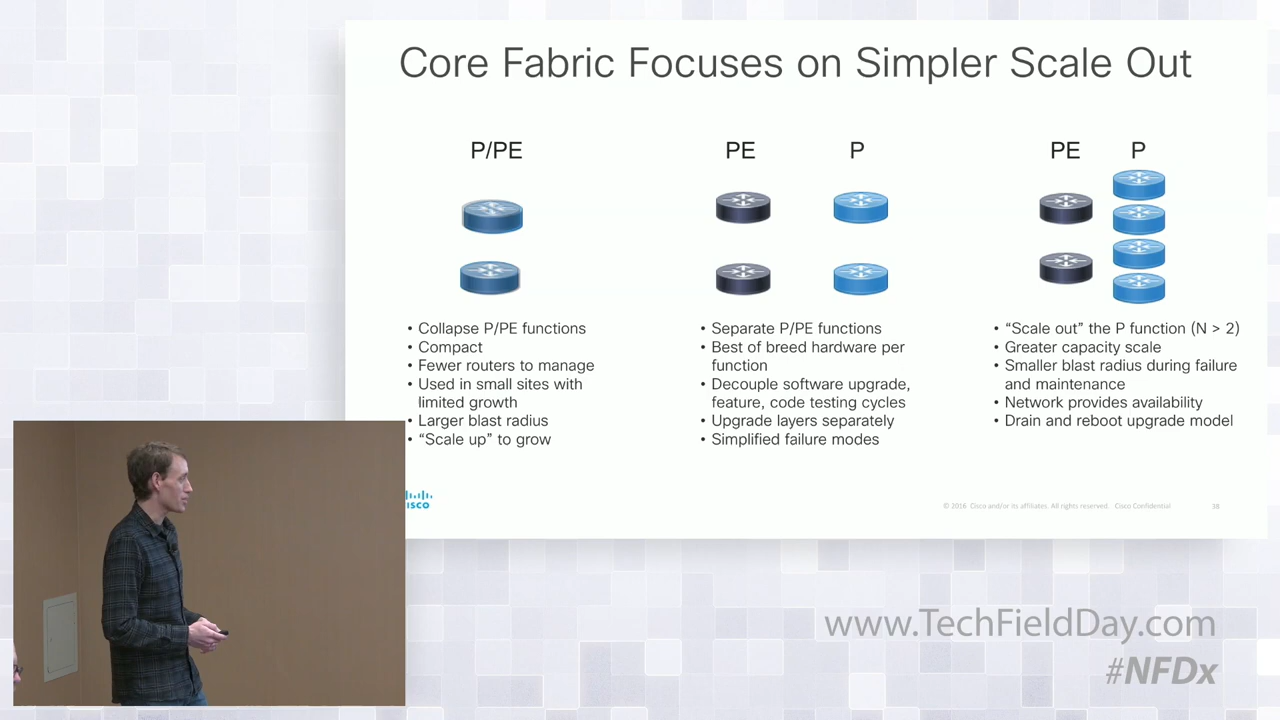 Core Fabric Focuses on Simpler Scale Out
P/PE
• Collapse P/PE functions
• Compact
• Fewer routers to manage
• Used in small sites with
limited growth
• Larger blast radius
• “Scale up” to grow
PE P
• Separate P/PE functions
• Best of breed hardware per
function
• Decouple software upgrade,
feature, code testing cycles
• Upgrade layers separately
• Simplified failure modes
PE P
• “Scale out” the P function (N > 2)
• Greater capacity scale
• Smaller blast radius during failure
and maintenance
• Network provides availability
• Drain and reboot upgrade model
ISCO
© 2016 Cisco and/or its affiliates. All rights reserved. Cisco Confidential
www.TechFieldDay.com
#NFDx